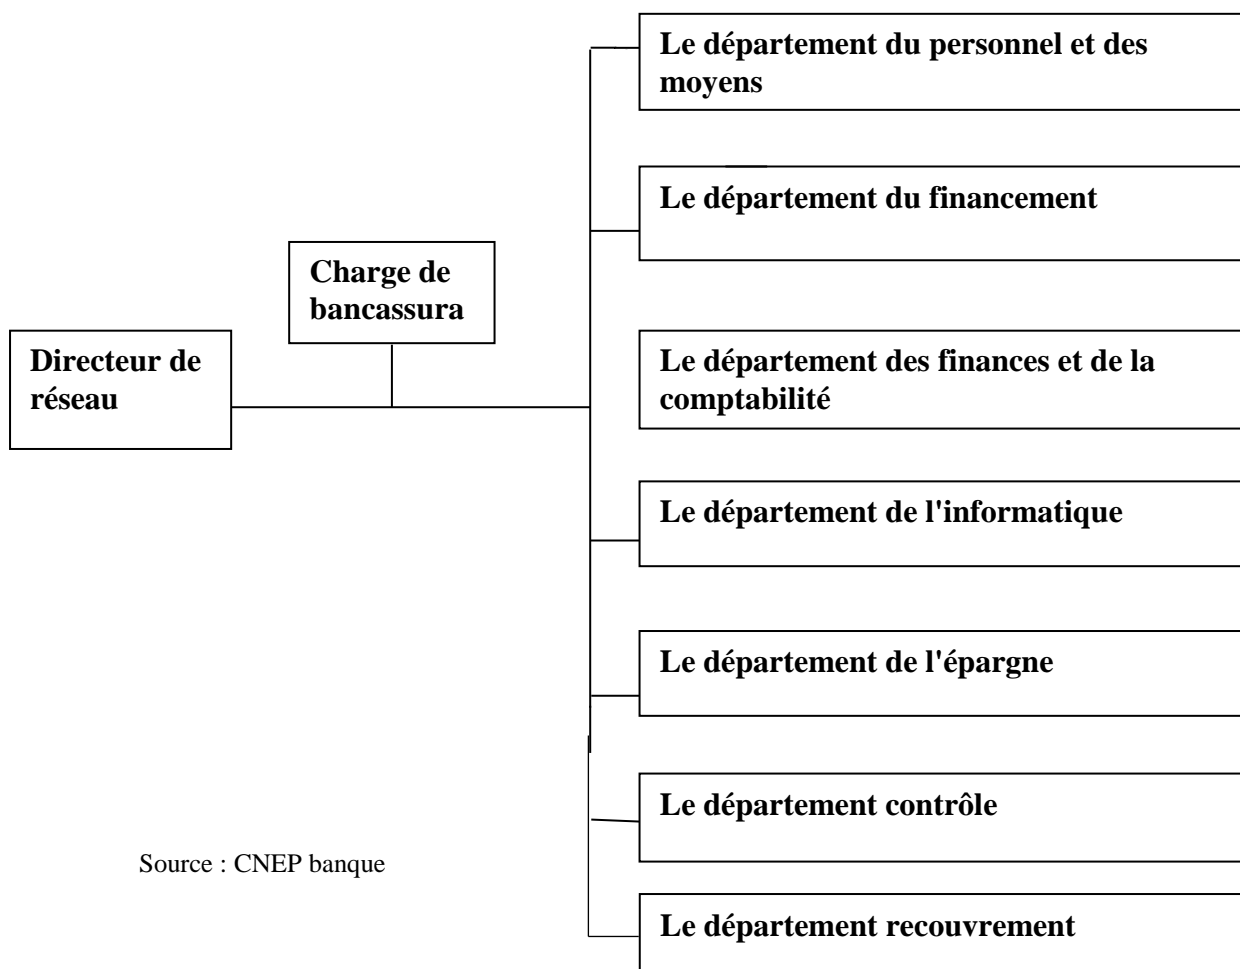 Le département du personnel et des
moyens
Le département du financement
Charge de
bancassura
Directeur de
réseau
Le département des finances et de la
comptabilité
Le département de l'informatique
Le département de l'épargne
Le département contrôle
Source : CNEP banque
Le département recouvrement